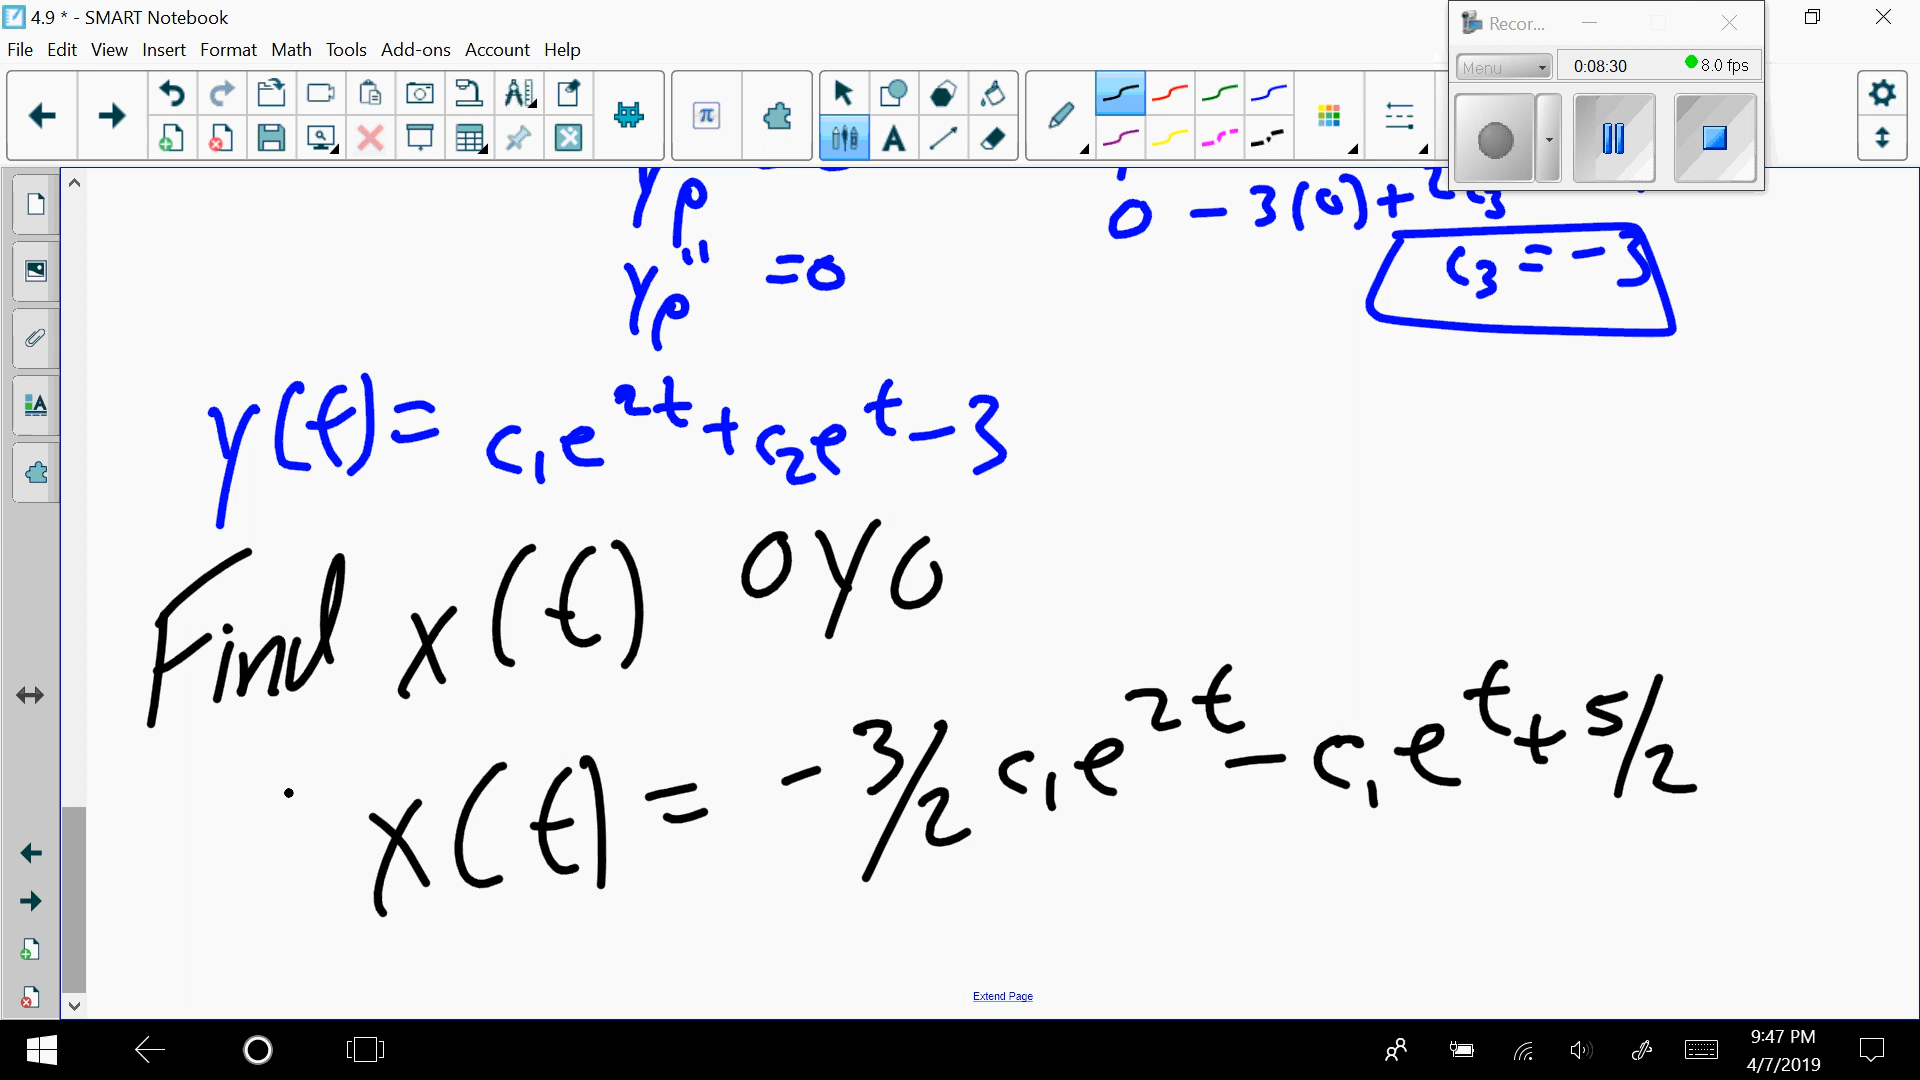 4.9 * - SMART Notebook
File Edit View Insert Format Math Tools Add-ons Account Help
Recor...
Menu
0:08:30
8.0 fps
π
A
yp
0 - 3(0) +
yp'' = 0
c₃ = -3
y(t) = c₁e^2t + c₂e^t - 3
Find x(t) OYO
x(t) = -3/2 c₁e^2t - c₁e^t + 5/2
Extend Page
9:47 PM
4/7/2019